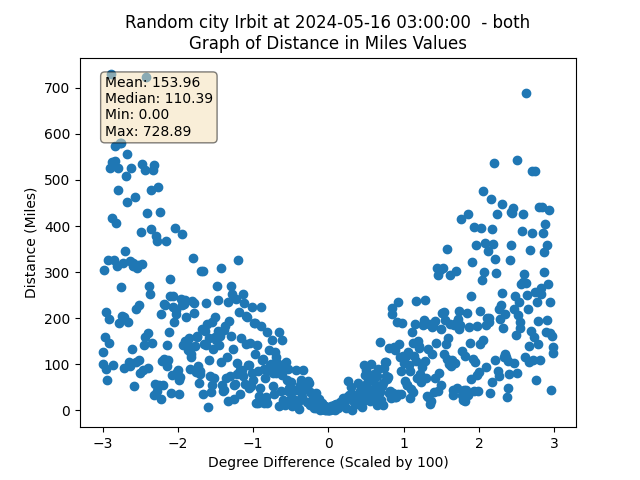 Random city Irbit at 2024-05-16 03:00:00  - both
Graph of Distance in Miles Values
Mean: 153.96
Median: 110.39
Min: 0.00
Max: 728.89
Distance (Miles)
700
600
500
400
300
200
100
0
−3 −2 −1 0 1 2 3
Degree Difference (Scaled by 100)